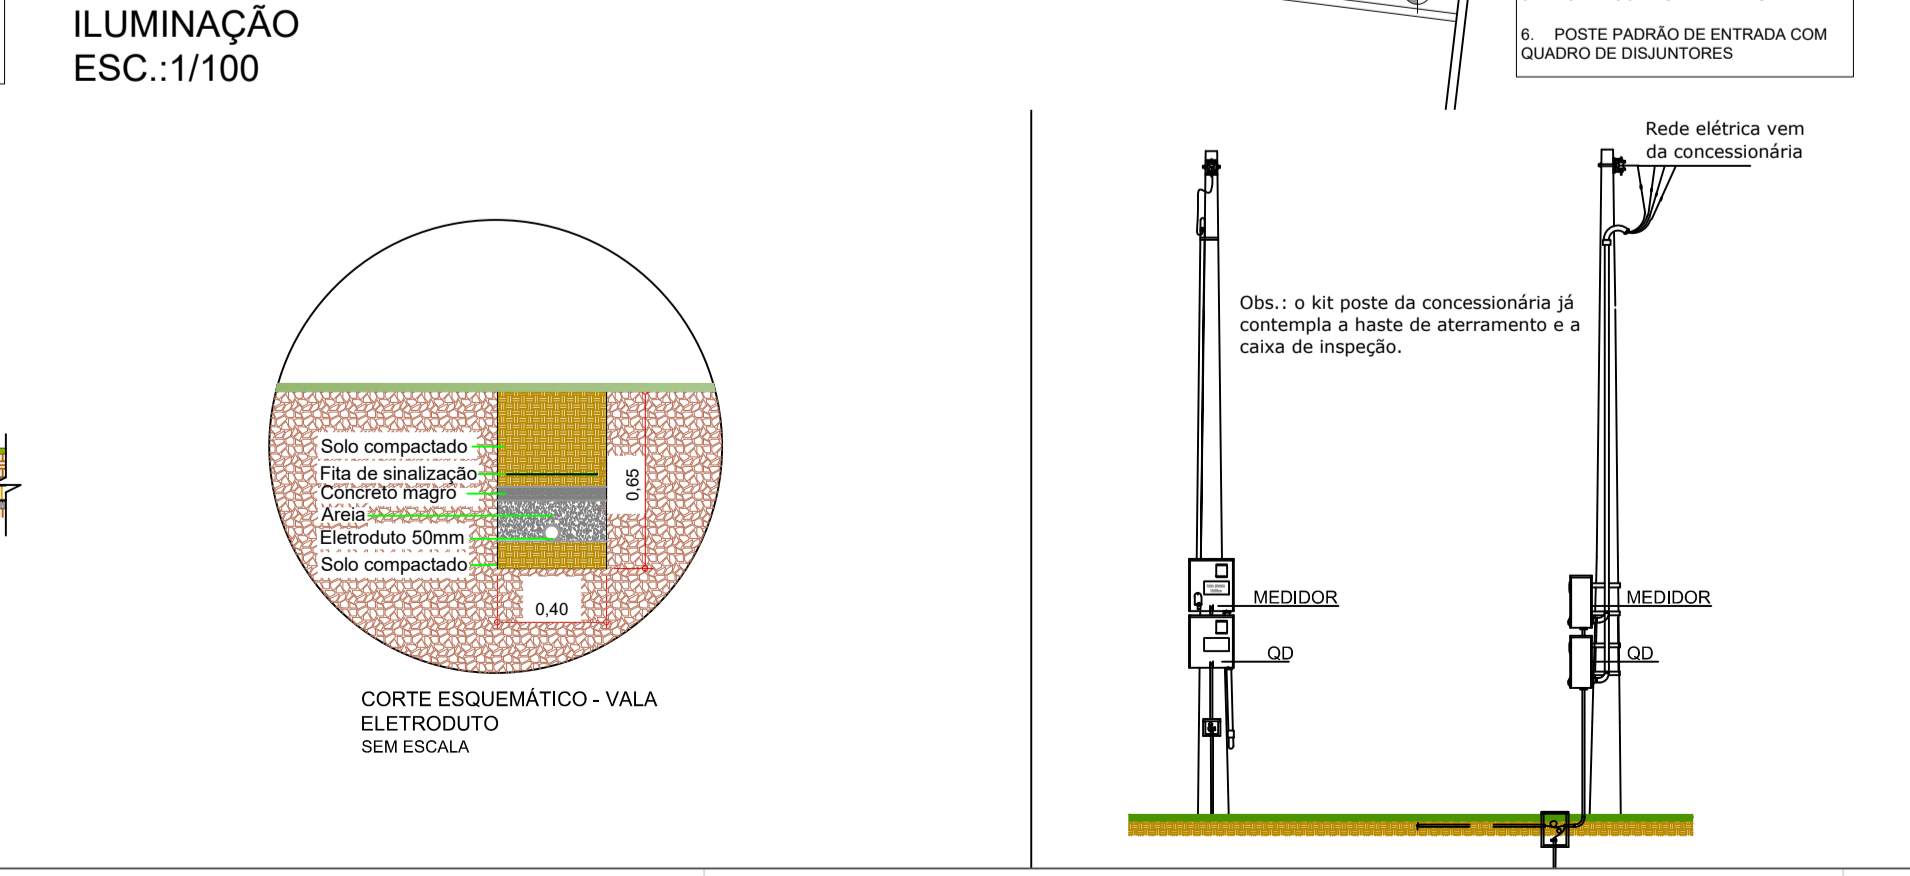 ILUMINAÇÃO
ESC.:1/100
6. POSTE PADRÃO DE ENTRADA COM
QUADRO DE DISJUNTORES
Rede elétrica vem
da concessionária
Obs.: o kit poste da concessionária já
contempla a haste de aterramento e a
caixa de inspeção.
Solo compactado
Fita de sinalização
Concreto magro
Areia
Eletroduto 50mm
Solo compactado
0,65
0,40
CORTE ESQUEMÁTICO - VALA
ELETRODUTO
SEM ESCALA
MEDIDOR
QD
MEDIDOR
QD